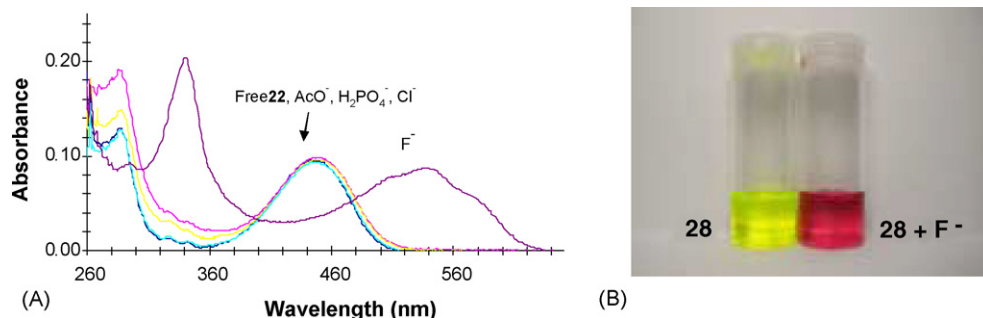 0.20
Absorbance
0.10
0.00
Free22, AcO⁻, H₂PO₄⁻, Cl⁻
F⁻
260 360 460 560
(A) Wavelength (nm)
28
28 + F⁻
(B)